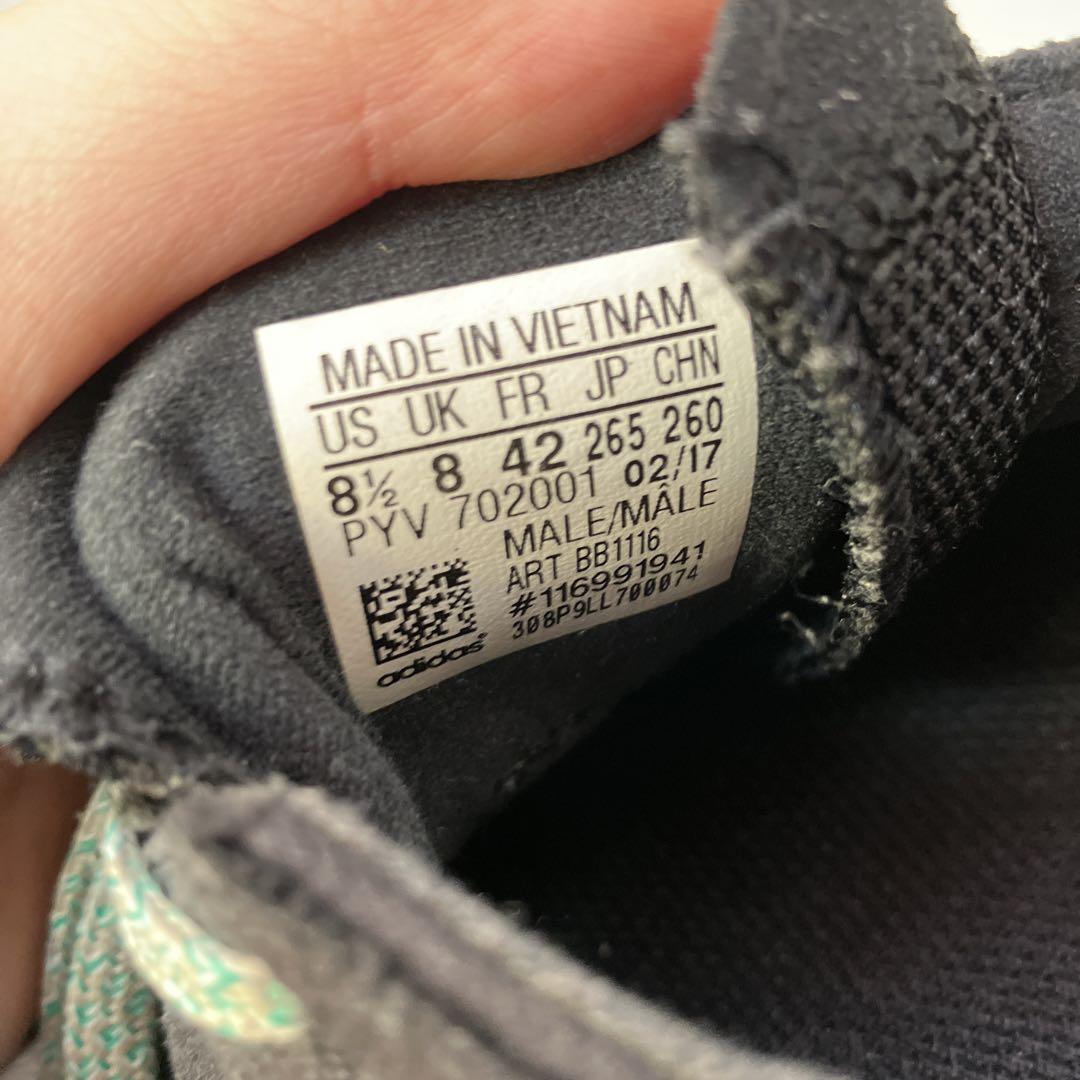 MADE IN VIETNAM
US UK FR JP CHN
8½ 8 42 265 260
PYV 702001 02/17
MALE/MÂLE
ART BB1116
#116991941
308P9LL700074
adidas®